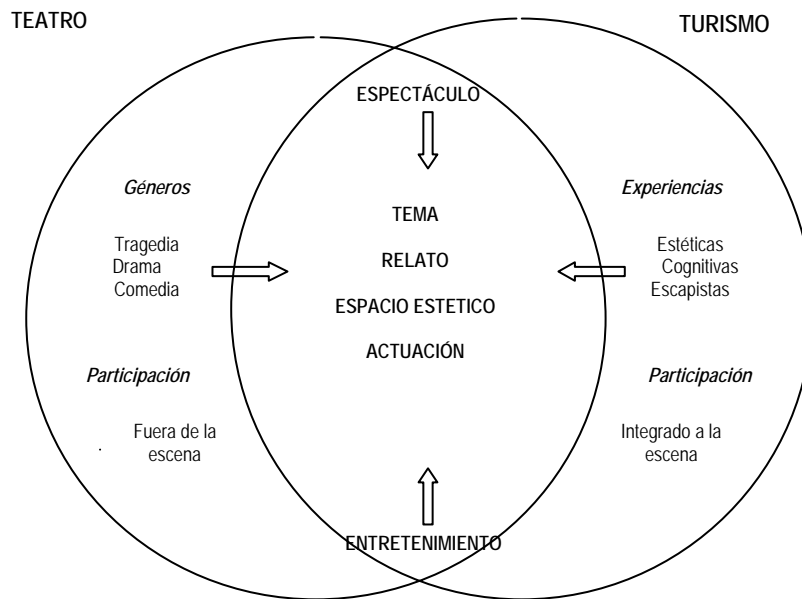 TEATRO
TURISMO
ESPECTÁCULO
Géneros
Tragedia
Drama
Comedia
Participación
Fuera de la
escena
TEMA
RELATO
ESPACIO ESTETICO
ACTUACIÓN
Experiencias
Estéticas
Cognitivas
Escapistas
Participación
Integrado a la
escena
ENTRETENIMIENTO